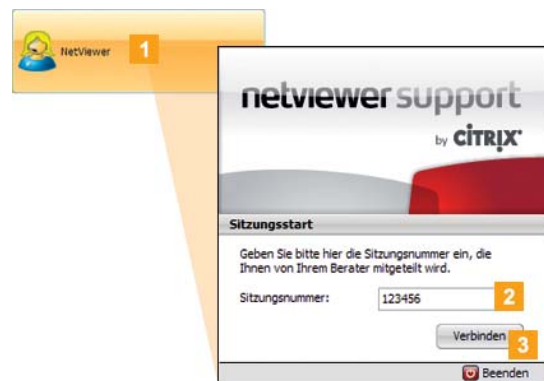 NetViewer 1
netviewer support
by CITRIX®
Sitzungsstart
Geben Sie bitte hier die Sitzungsnummer ein, die
Ihnen von Ihrem Berater mitgeteilt wird.
Sitzungsnummer: 123456 2
Verbinden 3
Beenden